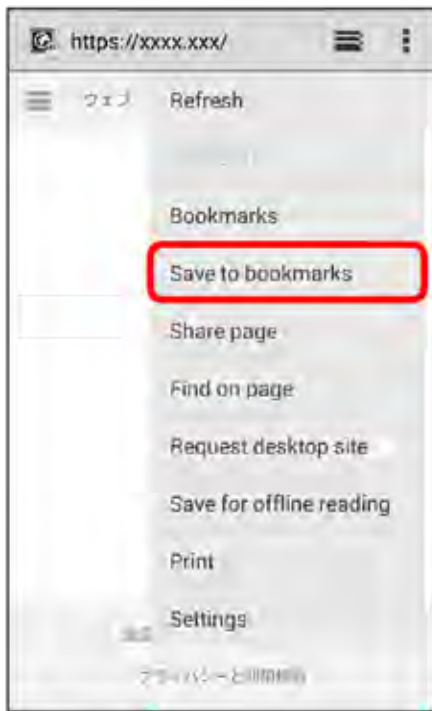 https://xxxx.xxx/
ウェブ
Refresh
Bookmarks
Save to bookmarks
Share page
Find on page
Request desktop site
Save for offline reading
Print
Settings